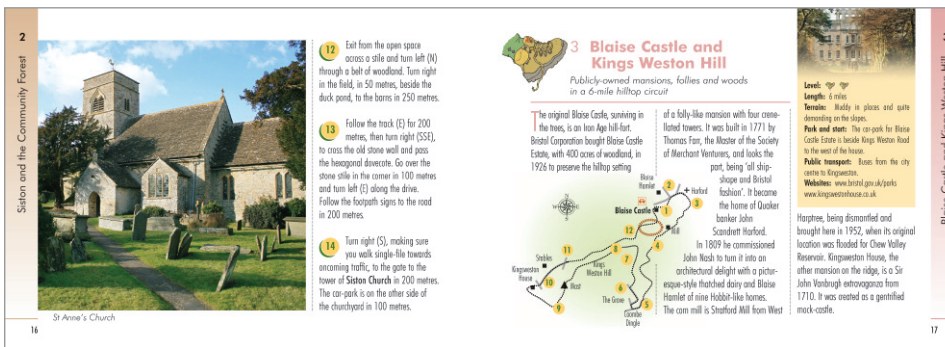 2
Siston and the Community Forest
12 Exit from the open space
across a stile and turn left (N)
through a belt of woodland. Turn right
in the field, in 50 metres, beside the
duck pond, to the barns in 250 metres.
13 Follow the track (E) for 200
metres, then turn right (SSE),
to cross the old stone wall and pass
the hexagonal dovecote. Go over the
stone stile in the corner in 100 metres
and turn left (E) along the drive.
Follow the footpath signs to the road
in 200 metres.
14 Turn right (S), making sure
you walk single-file towards
oncoming traffic, to the gate to the
tower of Siston Church in 200 metres.
The car-park is on the other side of
the churchyard in 100 metres.
St Anne's Church
16
3 Blaise Castle and
Kings Weston Hill
Publicly-owned mansions, follies and woods
in a 6-mile hilltop circuit
The original Blaise Castle, surviving in
the trees, is an Iron Age hill-fort.
Bristol Corporation bought Blaise Castle
Estate, with 400 acres of woodland, in
1926 to preserve the hilltop setting
of a folly-like mansion with four crene-
llated towers. It was built in 1771 by
Thomas Farr, the Master of the Society
of Merchant Venturers, and looks the
part, being 'all ship-
shape and Bristol
fashion'. It became
the home of Quaker
banker John
Scandrett Harford.
In 1809 he commissioned
John Nash to turn it into an
architectural delight with a pictur-
esque-style thatched dairy and Blaise
Hamlet of nine Hobbit-like homes.
The corn mill is Stratford Mill from West
Blaise
Hamlet
2
Harford
3
Blaise Castle
1
12
Mill
4
11
8
7
Stables
Kings
Weston Hill
Kingsweston
House
10
Mast
6
9
The Grove
5
Coombe
Dingle
Level:
Length: 6 miles
Terrain: Muddy in places and quite
demanding on the slopes.
Park and start: The car-park for Blaise
Castle Estate is beside Kings Weston Road
to the west of the house.
Public transport: Buses from the city
centre to Kingsweston.
Websites: www.bristol.gov.uk/parks
www.kingswestonhouse.co.uk
Harptree, being dismantled and
brought here in 1952, when its original
location was flooded for Chew Valley
Reservoir. Kingsweston House, the
other mansion on the ridge, is a Sir
John Vanbrugh extravaganza from
1710. It was created as a gentified
mock-castle.
17